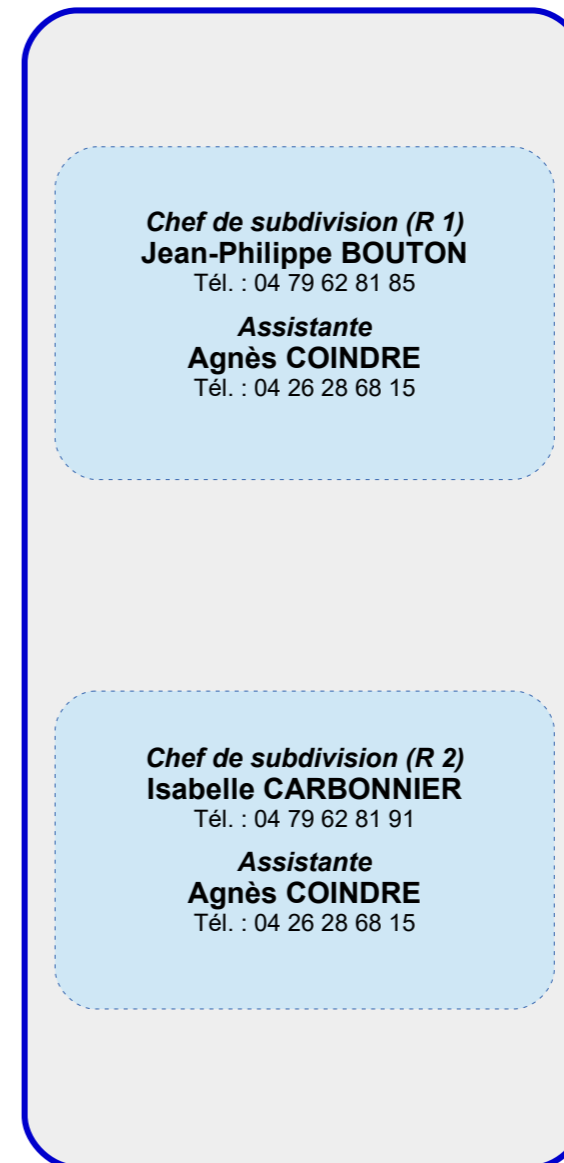 Chef de subdivision (R 1)
Jean-Philippe BOUTON
Tél. : 04 79 62 81 85
Assistante
Agnès COINDRE
Tél. : 04 26 28 68 15
Chef de subdivision (R 2)
Isabelle CARBONNIER
Tél. : 04 79 62 81 91
Assistante
Agnès COINDRE
Tél. : 04 26 28 68 15